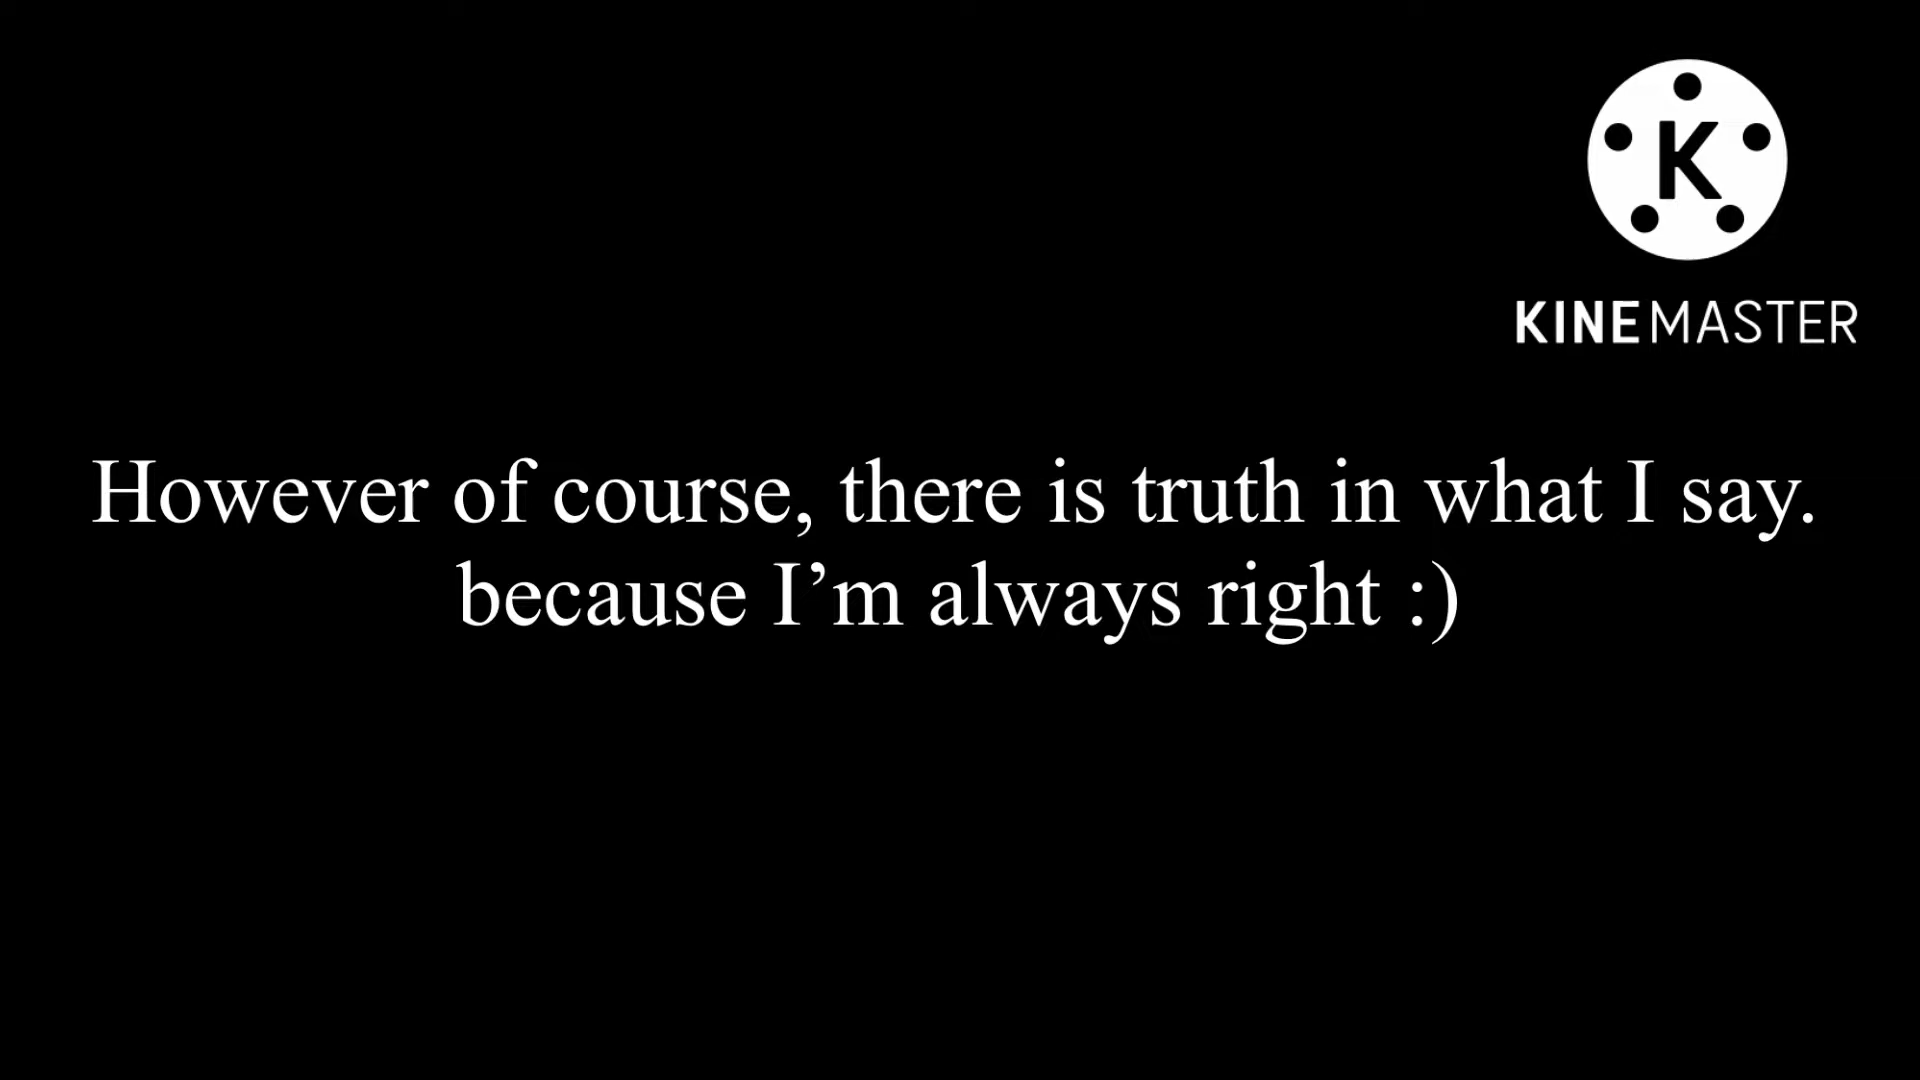 K
KINEMASTER
However of course, there is truth in what I say.
because I’m always right :)